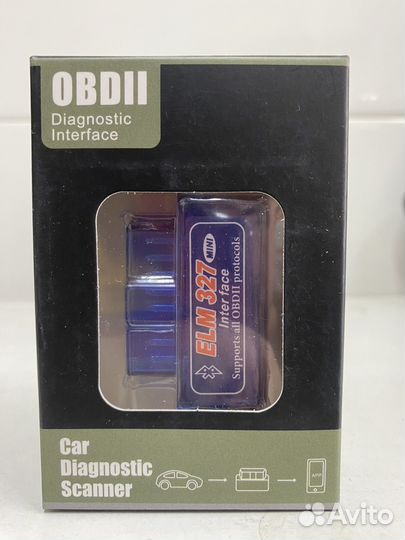 OBDII
Diagnostic
Interface
ELM 327 MINI
Interface
Supports all OBDII protocols
Car
Diagnostic
Scanner
APP
Avito